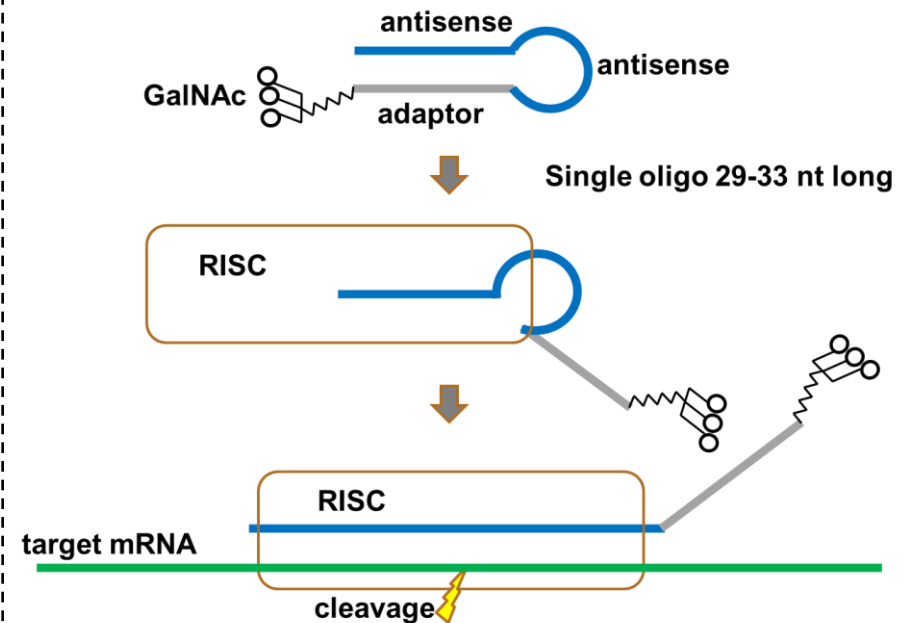 antisense
antisense
GalNAc
adaptor
Single oligo 29-33 nt long
RISC
RISC
target mRNA
cleavage